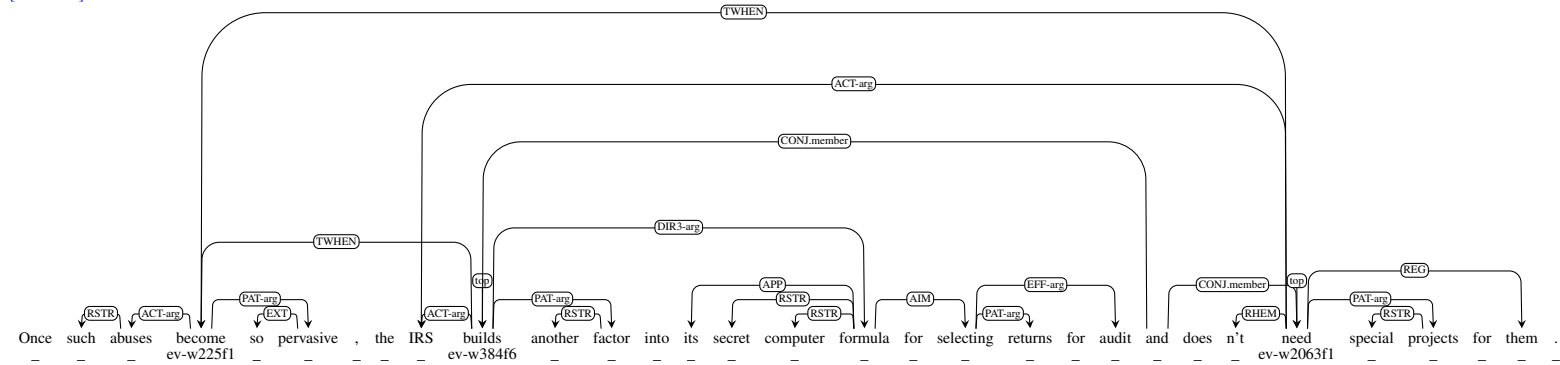 TWHEN
ACT-arg
CONJ.member
DIR3-arg
TWHEN
REG
top top
APP EFF-arg CONJ.member
PAT-arg PAT-arg RSTR AIM PAT-arg
RSTR ACT-arg EXT ACT-arg RSTR RSTR PAT-arg RHEM RSTR
Once such abuses become so pervasive , the IRS builds another factor into its secret computer formula for selecting returns for audit and does n't need special projects for them .
_ _ _ ev-w225f1 _ _ _ _ _ ev-w384f6 _ _ _ _ _ _ _ _ _ _ _ _ _ _ _ ev-w2063f1 _ _ _ _ _